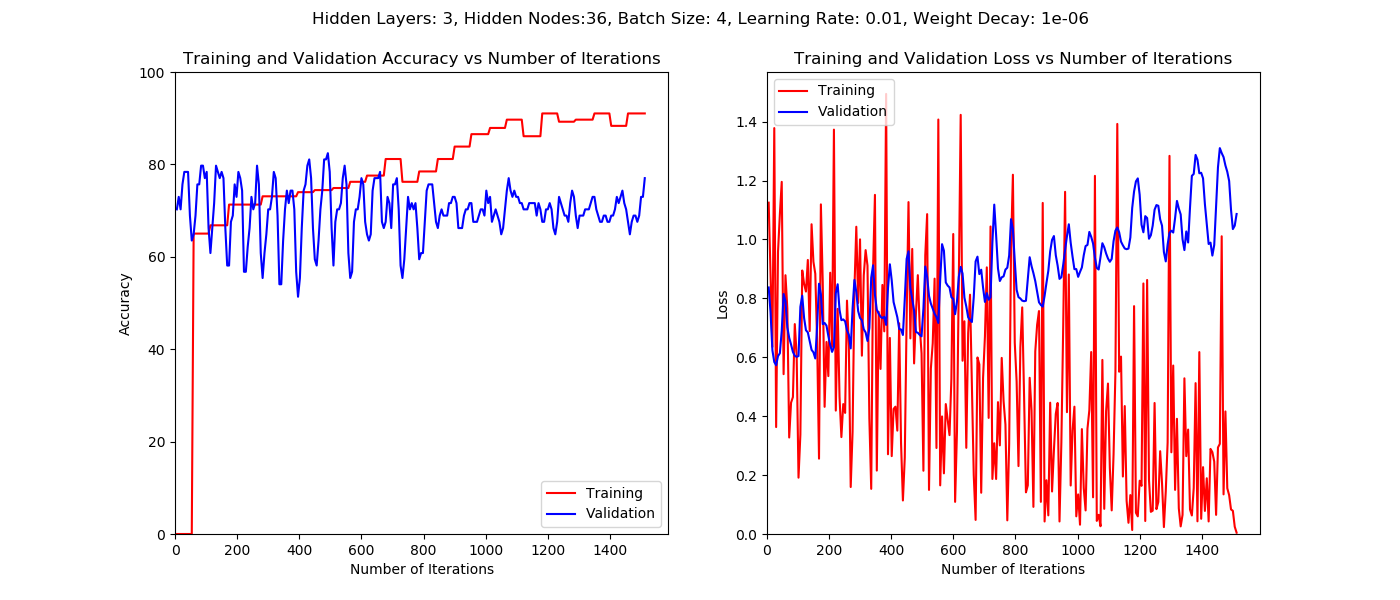 Hidden Layers: 3, Hidden Nodes:36, Batch Size: 4, Learning Rate: 0.01, Weight Decay: 1e-06
Training and Validation Accuracy vs Number of Iterations
100
80
60
40
20
0
Accuracy
0 200 400 600 800 1000 1200 1400
Number of Iterations
Training
Validation
Training and Validation Loss vs Number of Iterations
Training
Validation
1.4
1.2
1.0
0.8
0.6
0.4
0.2
0.0
Loss
0 200 400 600 800 1000 1200 1400
Number of Iterations